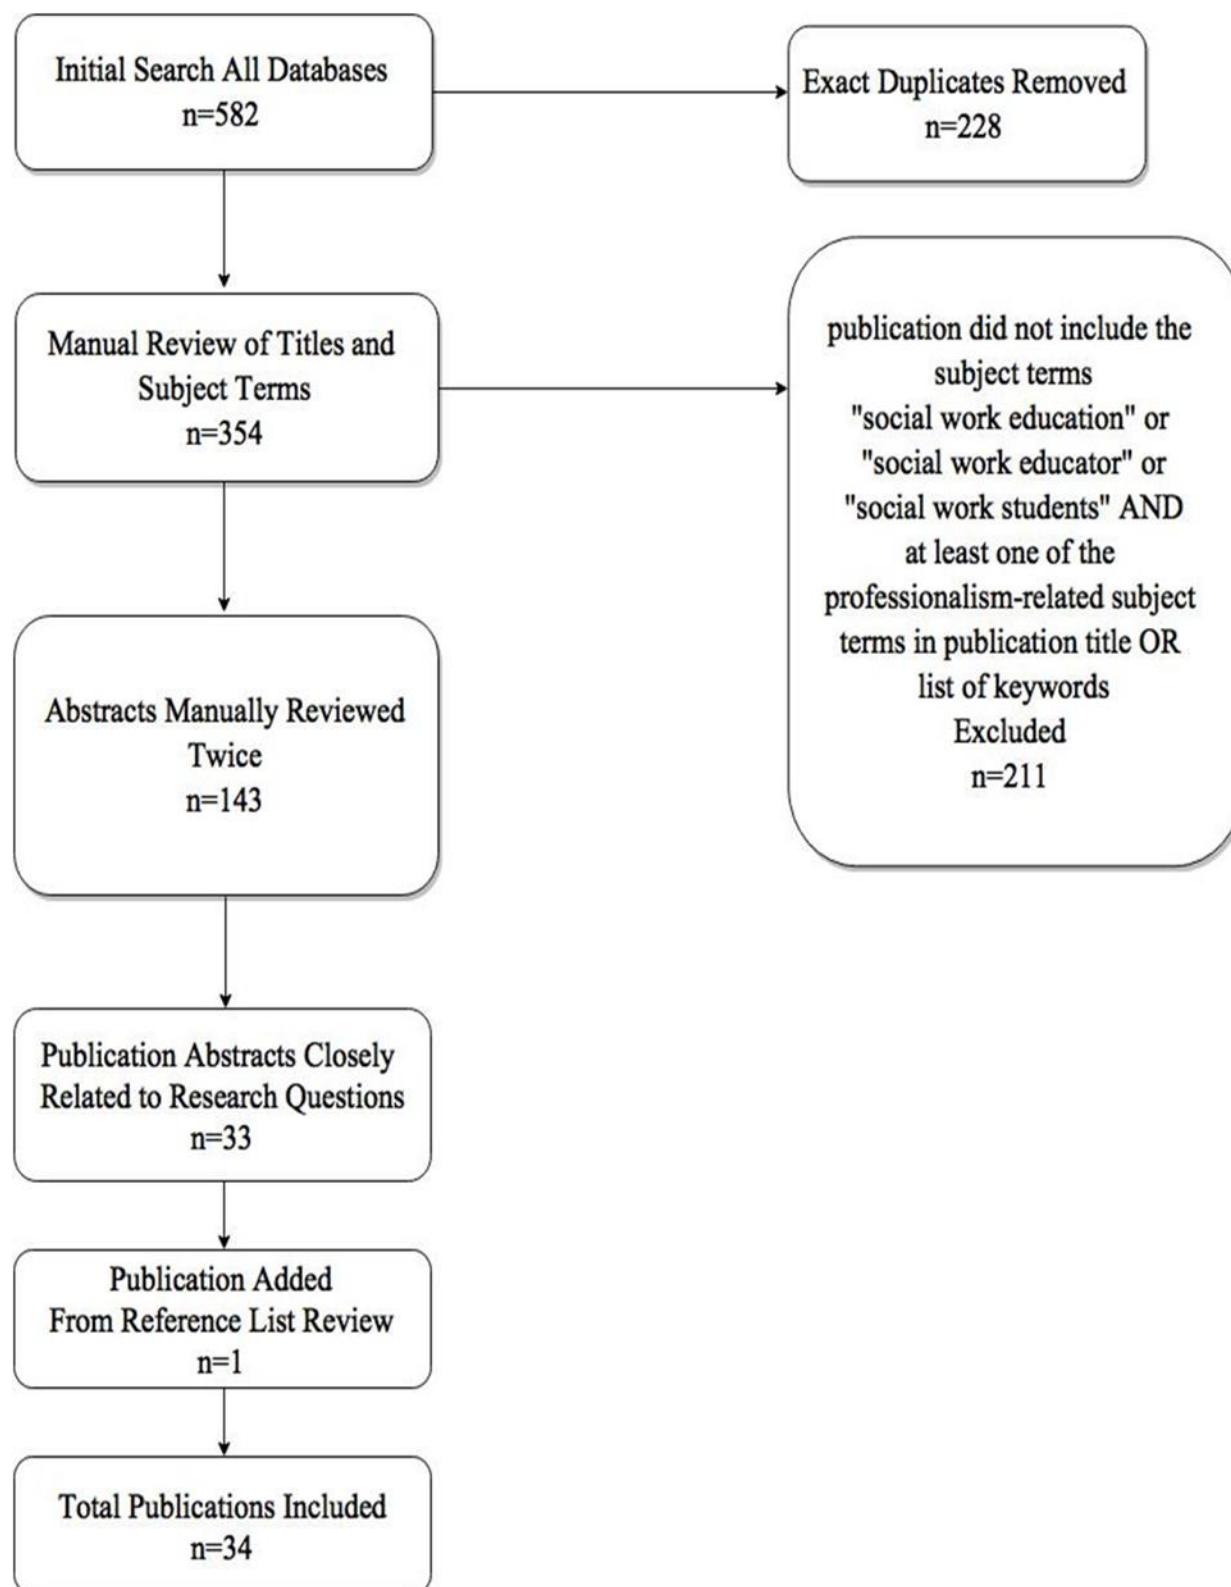 Initial Search All Databases
n=582
Exact Duplicates Removed
n=228
Manual Review of Titles and
Subject Terms
n=354
publication did not include the
subject terms
"social work education" or
"social work educator" or
"social work students" AND
at least one of the
professionalism-related subject
terms in publication title OR
list of keywords
Excluded
n=211
Abstracts Manually Reviewed
Twice
n=143
Publication Abstracts Closely
Related to Research Questions
n=33
Publication Added
From Reference List Review
n=1
Total Publications Included
n=34